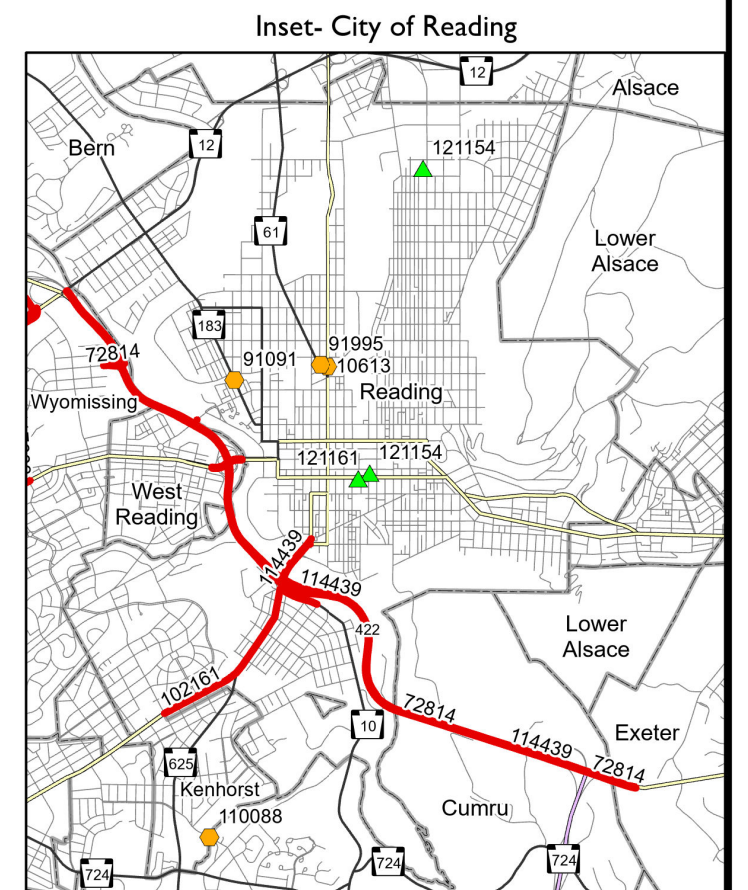 Inset- City of Reading
12
Alsace
Bern
12
121154
61
Lower
Alsace
183
91995
72814
91091
10613
Reading
Wyomissing
121161
121154
West
Reading
114439
114439
422
Lower
Alsace
102161
72814
10
Exeter
114439
72814
625
Kenhorst
110088
Cumru
724
724
724